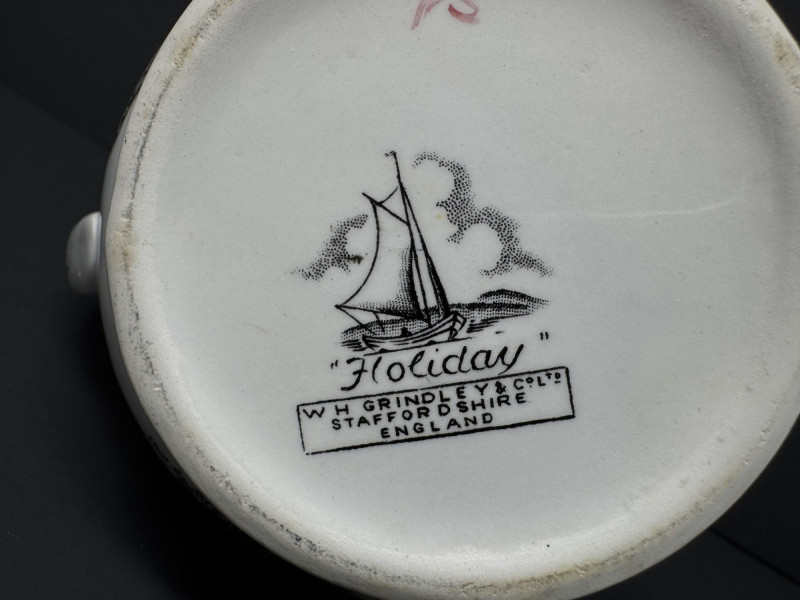 "Holiday"
W H GRINDLEY & CO LTD
STAFFORDSHIRE
ENGLAND